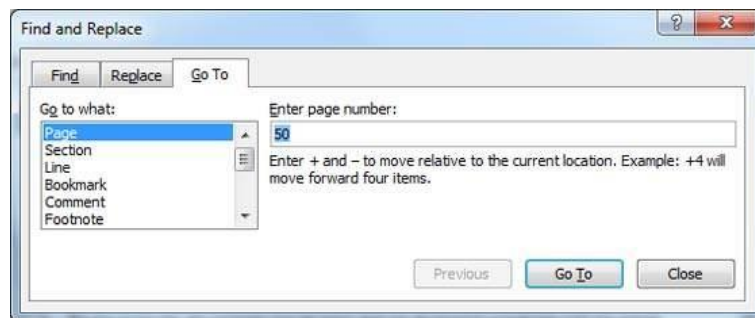 Find and Replace
Find Replace Go To
Go to what:
Page
Section
Line
Bookmark
Comment
Footnote
Enter page number:
50
Enter + and – to move relative to the current location. Example: +4 will
move forward four items.
Previous Go To Close